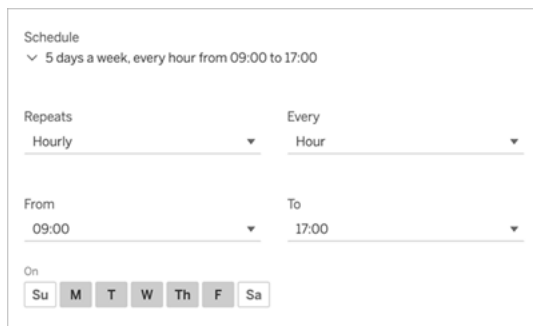 Schedule
5 days a week, every hour from 09:00 to 17:00
Repeats Every
Hourly Hour
From To
09:00 17:00
On
Su M T W Th F Sa